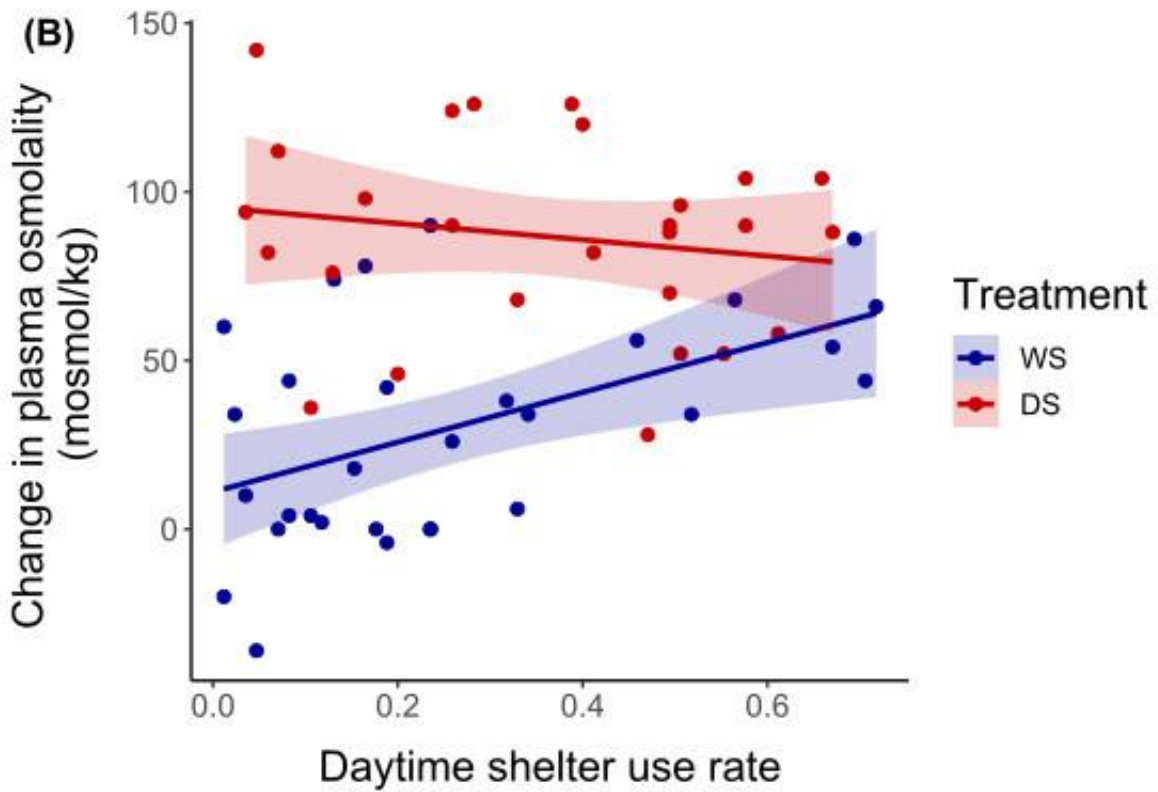 (B)
Change in plasma osmolality
(mosmol/kg)
150
100
50
0
0.0 0.2 0.4 0.6
Daytime shelter use rate
Treatment
WS
DS